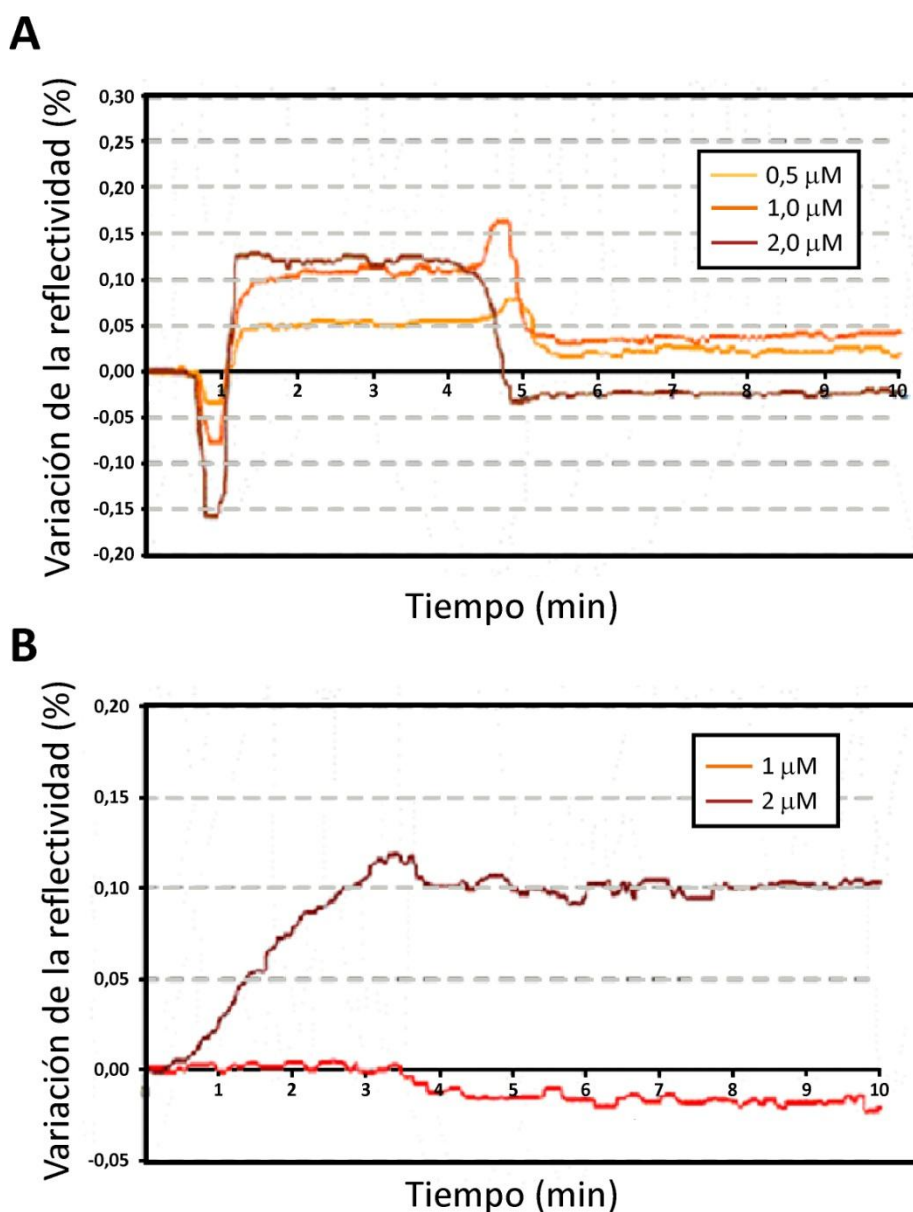 A
Variación de la reflectividad (%)
0,30
0,25
0,20
0,15
0,10
0,05
0,00
-0,05
-0,10
-0,15
-0,20
0,5 μM
1,0 μM
2,0 μM
1 2 3 4 5 6 7 8 9 10
Tiempo (min)
B
Variación de la reflectividad (%)
0,20
0,15
0,10
0,05
0,00
-0,05
1 μM
2 μM
1 2 3 4 5 6 7 8 9 10
Tiempo (min)